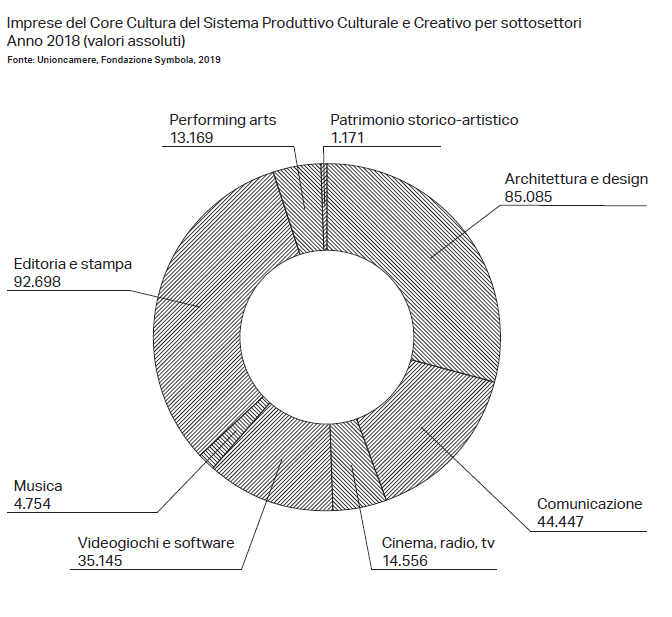 Imprese del Core Cultura del Sistema Produttivo Culturale e Creativo per sottosettori
Anno 2018 (valori assoluti)
Fonte: Unioncamere, Fondazione Symbola, 2019
Performing arts
13.169
Patrimonio storico-artistico
1.171
Architettura e design
85.085
Editoria e stampa
92.698
Musica
4.754
Comunicazione
44.447
Videogiochi e software
35.145
Cinema, radio, tv
14.556